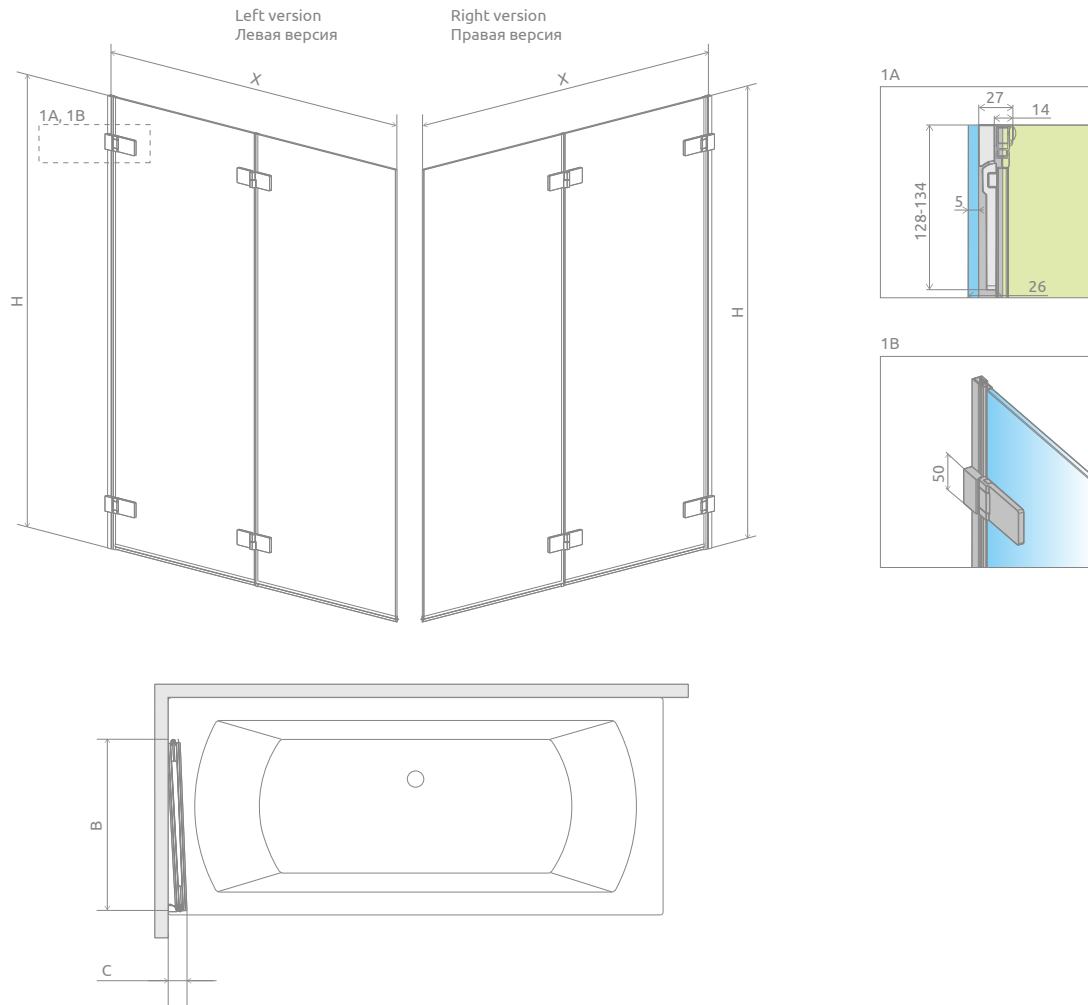 Left version
Левая версия
Right version
Правая версия
X
X
1A, 1B
H
H
1A
27
14
128-134
5
26
1B
50
B
C